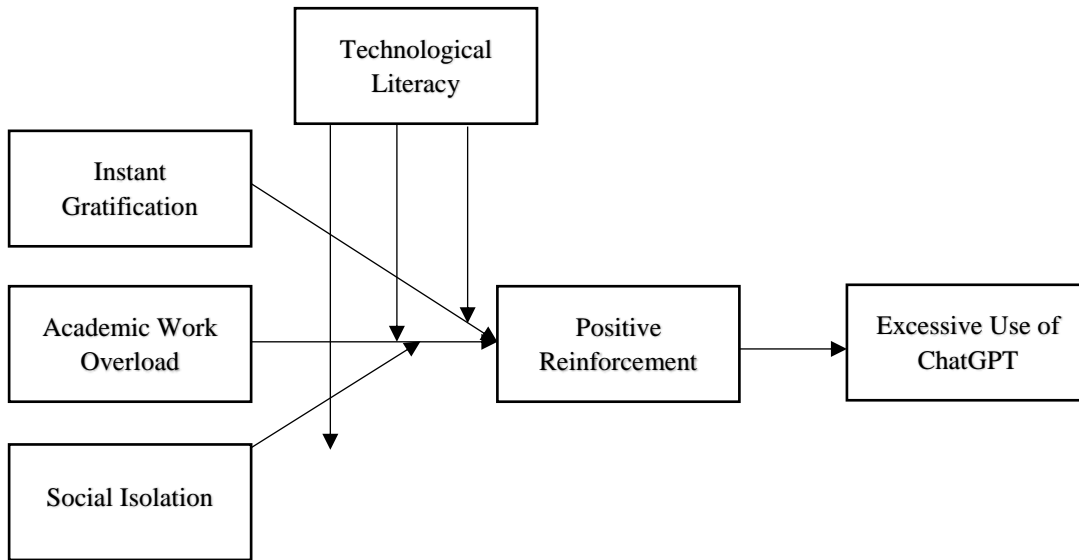 Technological
Literacy
Instant
Gratification
Academic Work
Overload
Positive
Reinforcement
Excessive Use of
ChatGPT
Social Isolation